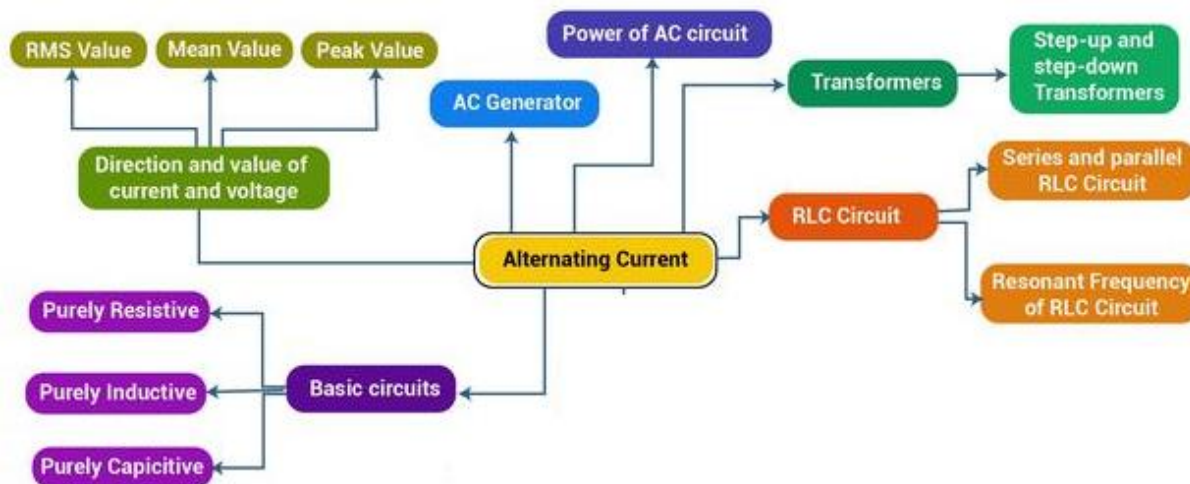 RMS Value
Mean Value
Peak Value
Power of AC circuit
AC Generator
Transformers
Step-up and
step-down
Transformers
Direction and value of
current and voltage
Series and parallel
RLC Circuit
RLC Circuit
Alternating Current
Resonant Frequency
of RLC Circuit
Purely Resistive
Purely Inductive
Basic circuits
Purely Capicitive